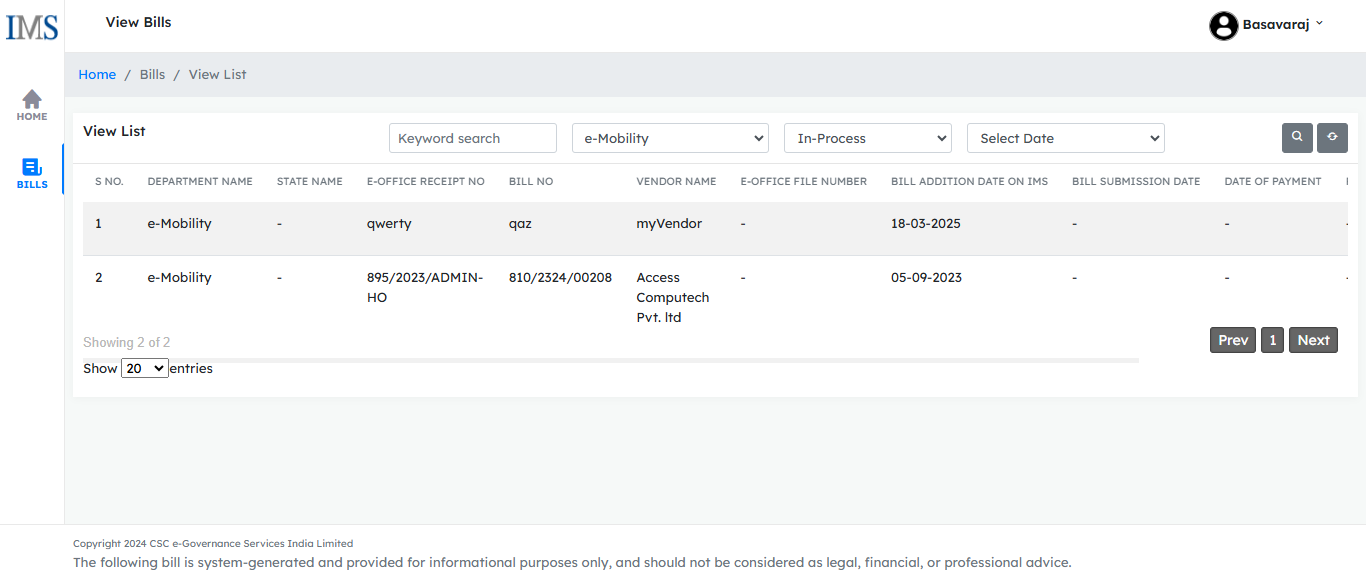 IMS
View Bills
Basavaraj
HOME
BILLS
Home / Bills / View List
View List
Keyword search
e-Mobility
In-Process
Select Date
S NO. DEPARTMENT NAME STATE NAME E-OFFICE RECEIPT NO BILL NO VENDOR NAME E-OFFICE FILE NUMBER BILL ADDITION DATE ON IMS BILL SUBMISSION DATE DATE OF PAYMENT
1 e-Mobility - qwerty qaz myVendor - 18-03-2025 - - -
2 e-Mobility - 895/2023/ADMIN- 810/2324/00208 Access - 05-09-2023 - - -
HO Computech
Pvt. ltd
Showing 2 of 2
Prev 1 Next
Show 20 entries
Copyright 2024 CSC e-Governance Services India Limited
The following bill is system-generated and provided for informational purposes only, and should not be considered as legal, financial, or professional advice.